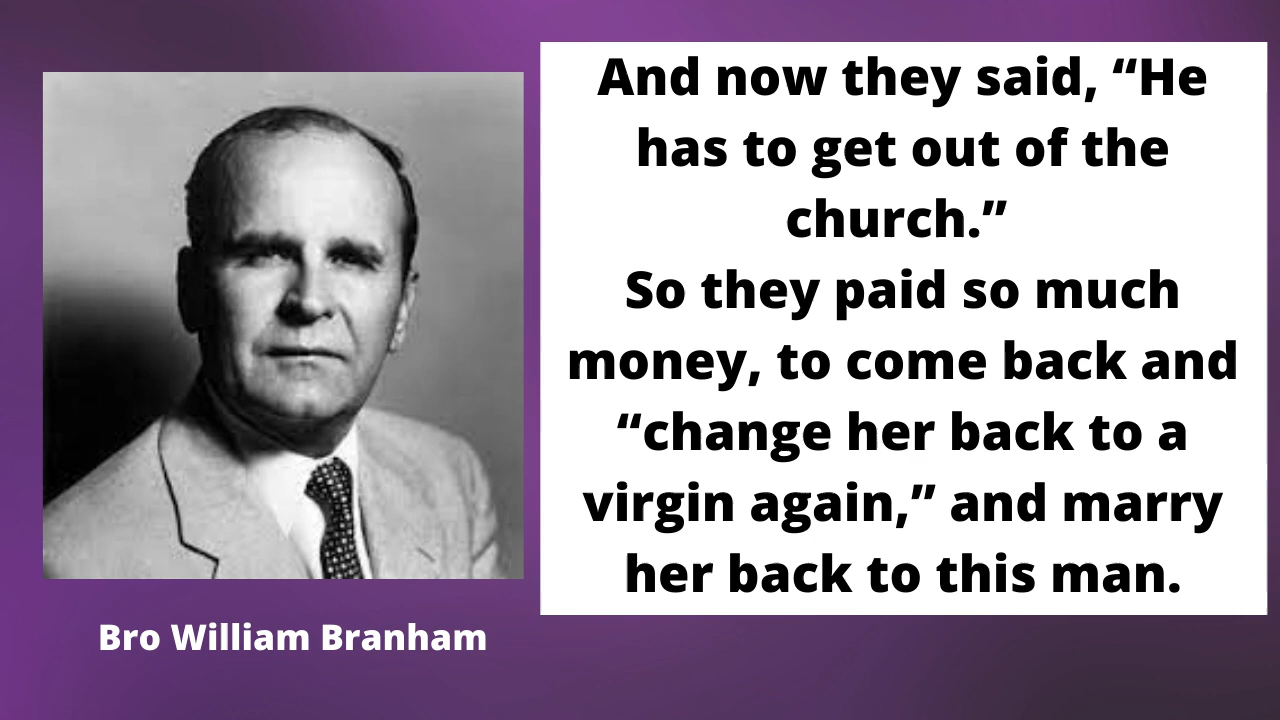 And now they said, “He
has to get out of the
church.”
So they paid so much
money, to come back and
“change her back to a
virgin again,” and marry
her back to this man.
Bro William Branham